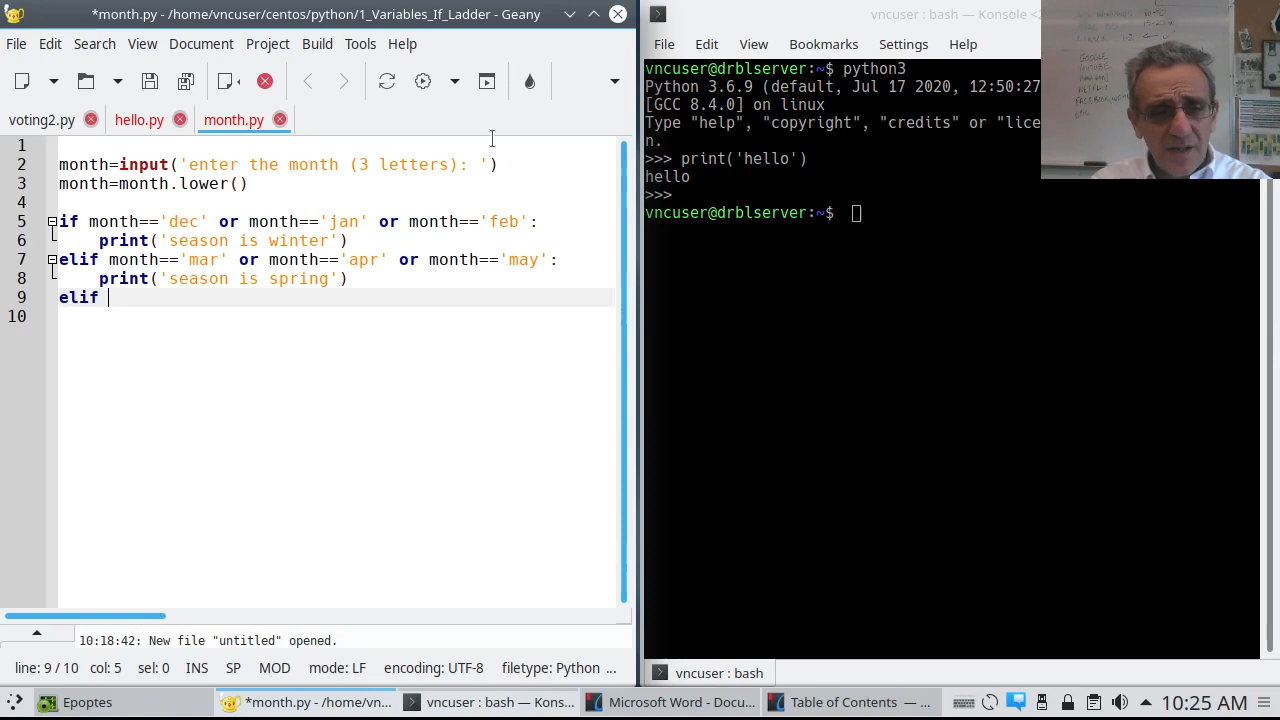 *month.py - /home/vncuser/centos/python/1_Variables_If_Ladder - Geany
File Edit Search View Document Project Build Tools Help
voting2.py hello.py month.py
1
2 month=input('enter the month (3 letters): ')
3 month=month.lower()
4
5 if month=='dec' or month=='jan' or month=='feb':
6 print('season is winter')
7 elif month=='mar' or month=='apr' or month=='may':
8 print('season is spring')
9 elif
10
10:18:42: New file "untitled" opened.
line: 9 / 10 col: 5 sel: 0 INS SP MOD mode: LF encoding: UTF-8 filetype: Python ...
vncuser : bash — Konsole <2
File Edit View Bookmarks Settings Help
vncuser@drblserver:~$ python3
Python 3.6.9 (default, Jul 17 2020, 12:50:27
[GCC 8.4.0] on linux
Type "help", "copyright", "credits" or "lice
n.
>>> print('hello')
hello
>>>
vncuser@drblserver:~$
vncuser : bash
GOOGLE
Epoptes
*month.py - /home/vn...
vncuser : bash — Kons...
Microsoft Word - Docu...
Table of Contents — ...
10:25 AM